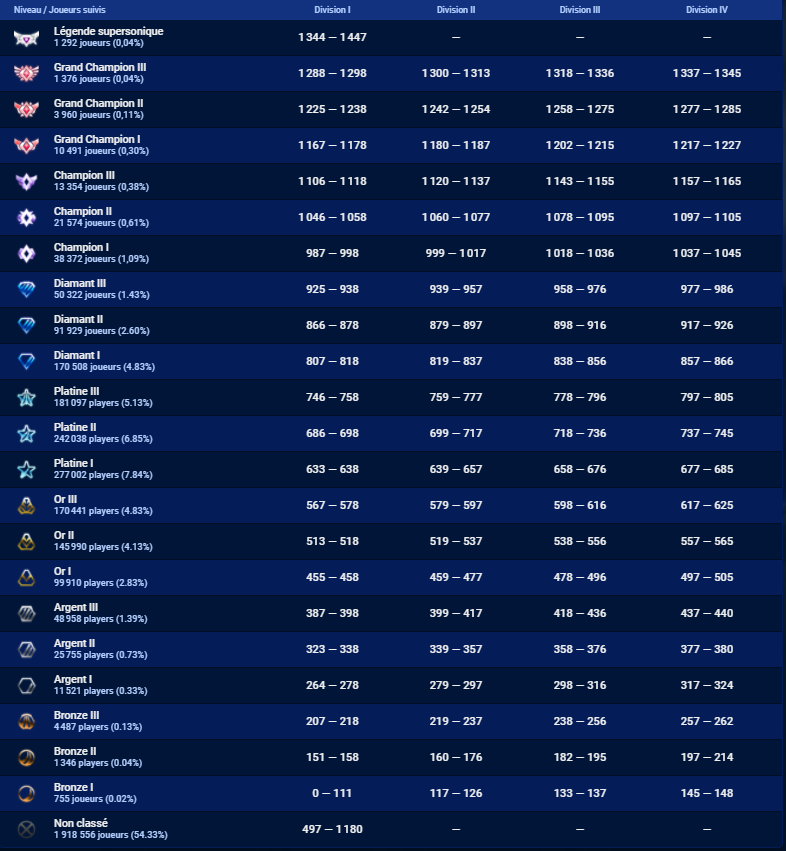 Niveau / Joueurs suivis Division I Division II Division III Division IV
Légende supersonique
1 292 joueurs (0,04%)
1 344 — 1 447 — — —
Grand Champion III
1 376 joueurs (0,04%)
1 288 — 1 298 1 300 — 1 313 1 318 — 1 336 1 337 — 1 345
Grand Champion II
3 960 joueurs (0,11%)
1 225 — 1 238 1 242 — 1 254 1 258 — 1 275 1 277 — 1 285
Grand Champion I
10 491 joueurs (0,30%)
1 167 — 1 178 1 180 — 1 187 1 202 — 1 215 1 217 — 1 227
Champion III
13 354 joueurs (0,38%)
1 106 — 1 118 1 120 — 1 137 1 143 — 1 155 1 157 — 1 165
Champion II
21 574 joueurs (0,61%)
1 046 — 1 058 1 060 — 1 077 1 078 — 1 095 1 097 — 1 105
Champion I
38 372 joueurs (1,09%)
987 — 998 999 — 1 017 1 018 — 1 036 1 037 — 1 045
Diamant III
50 322 joueurs (1.43%)
925 — 938 939 — 957 958 — 976 977 — 986
Diamant II
91 929 joueurs (2.60%)
866 — 878 879 — 897 898 — 916 917 — 926
Diamant I
170 508 joueurs (4.83%)
807 — 818 819 — 837 838 — 856 857 — 866
Platine III
181 097 players (5.13%)
746 — 758 759 — 777 778 — 796 797 — 805
Platine II
242 038 players (6.85%)
686 — 698 699 — 717 718 — 736 737 — 745
Platine I
277 002 players (7.84%)
633 — 638 639 — 657 658 — 676 677 — 685
Or III
170 441 players (4.83%)
567 — 578 579 — 597 598 — 616 617 — 625
Or II
145 990 players (4.13%)
513 — 518 519 — 537 538 — 556 557 — 565
Or I
99 910 players (2.83%)
455 — 458 459 — 477 478 — 496 497 — 505
Argent III
48 958 players (1.39%)
387 — 398 399 — 417 418 — 436 437 — 440
Argent II
25 755 players (0.73%)
323 — 338 339 — 357 358 — 376 377 — 380
Argent I
11 521 players (0.33%)
264 — 278 279 — 297 298 — 316 317 — 324
Bronze III
4 487 players (0.13%)
207 — 218 219 — 237 238 — 256 257 — 262
Bronze II
1 346 players (0.04%)
151 — 158 160 — 176 182 — 195 197 — 214
Bronze I
755 joueurs (0.02%)
0 — 111 117 — 126 133 — 137 145 — 148
Non classé
1 918 556 joueurs (54.33%)
497 — 1 180 — — —